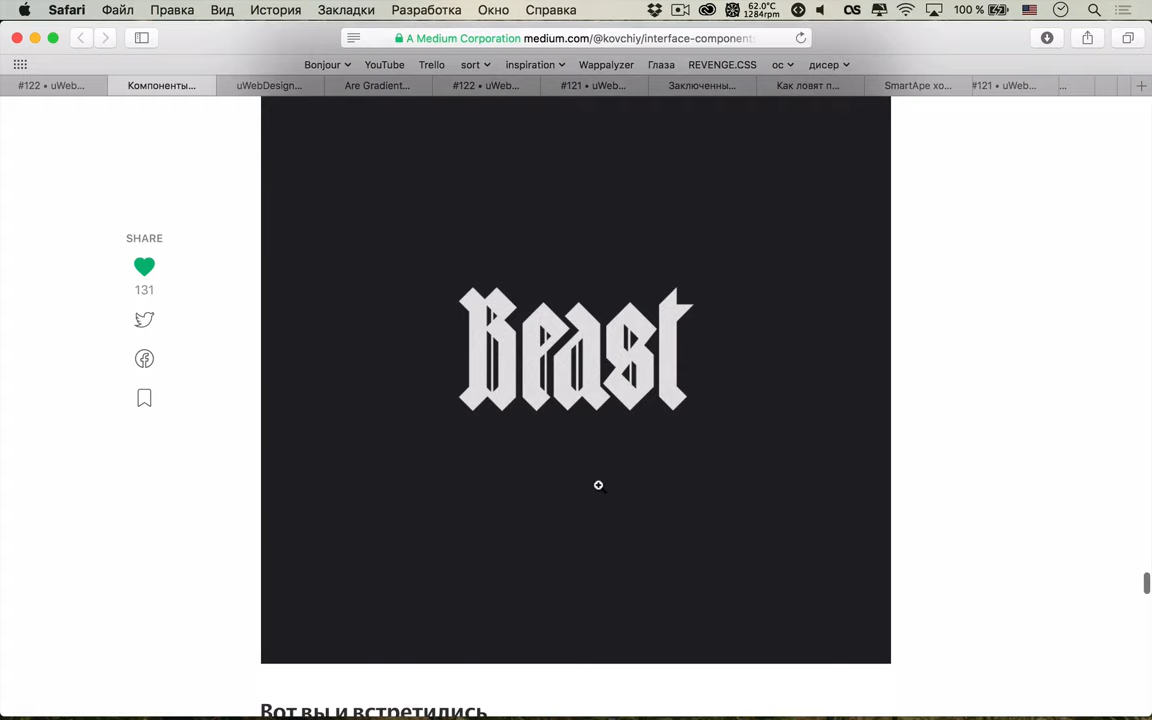 Safari Файл Правка Вид История Закладки Разработка Окно Справка 62.0°C 1284rpm 100 %
A Medium Corporation medium.com/@kovchiy/interface-component
Bonjour YouTube Trello sort inspiration Wappalyzer Глаза REVENGE.CSS ос дисер
#122 • uWeb... Компоненты... uWebDesign... Are Gradient... #122 • uWeb... #121 • uWeb... Заключенны... Как ловят п... SmartApe хо... #121 • uWeb... ...
SHARE
131
Beast
Вот вы и встретились